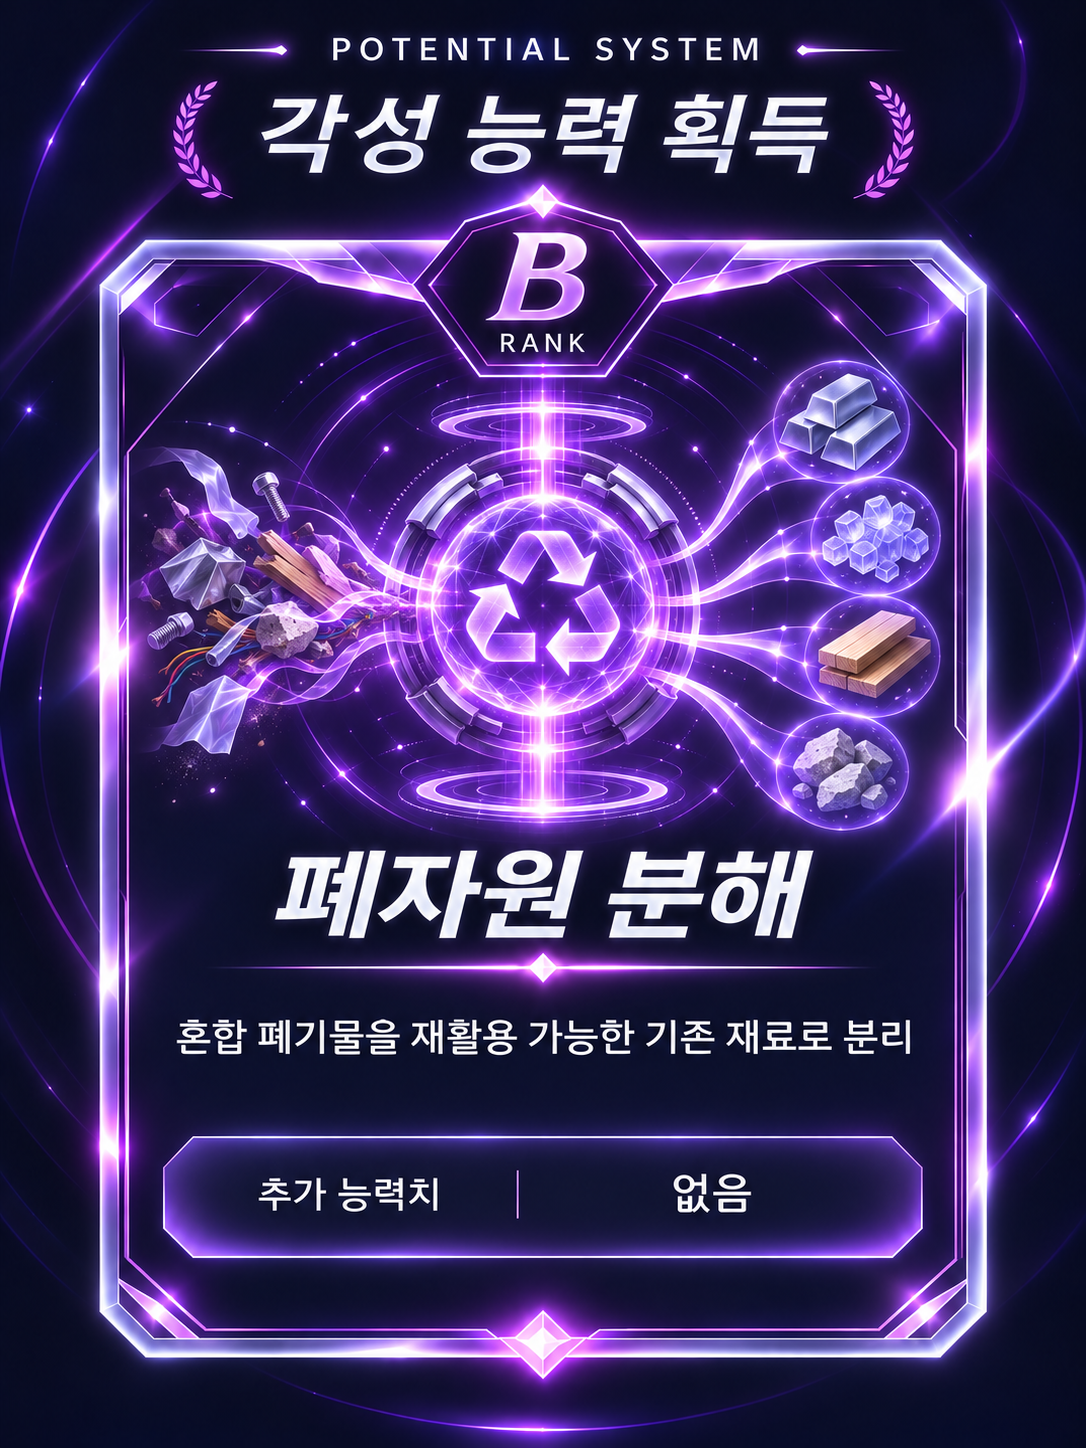 POTENTIAL SYSTEM
각성 능력 획득
B
RANK
폐자원 분해
혼합 폐기물을 재활용 가능한 기존 재료로 분리
추가 능력치
없음